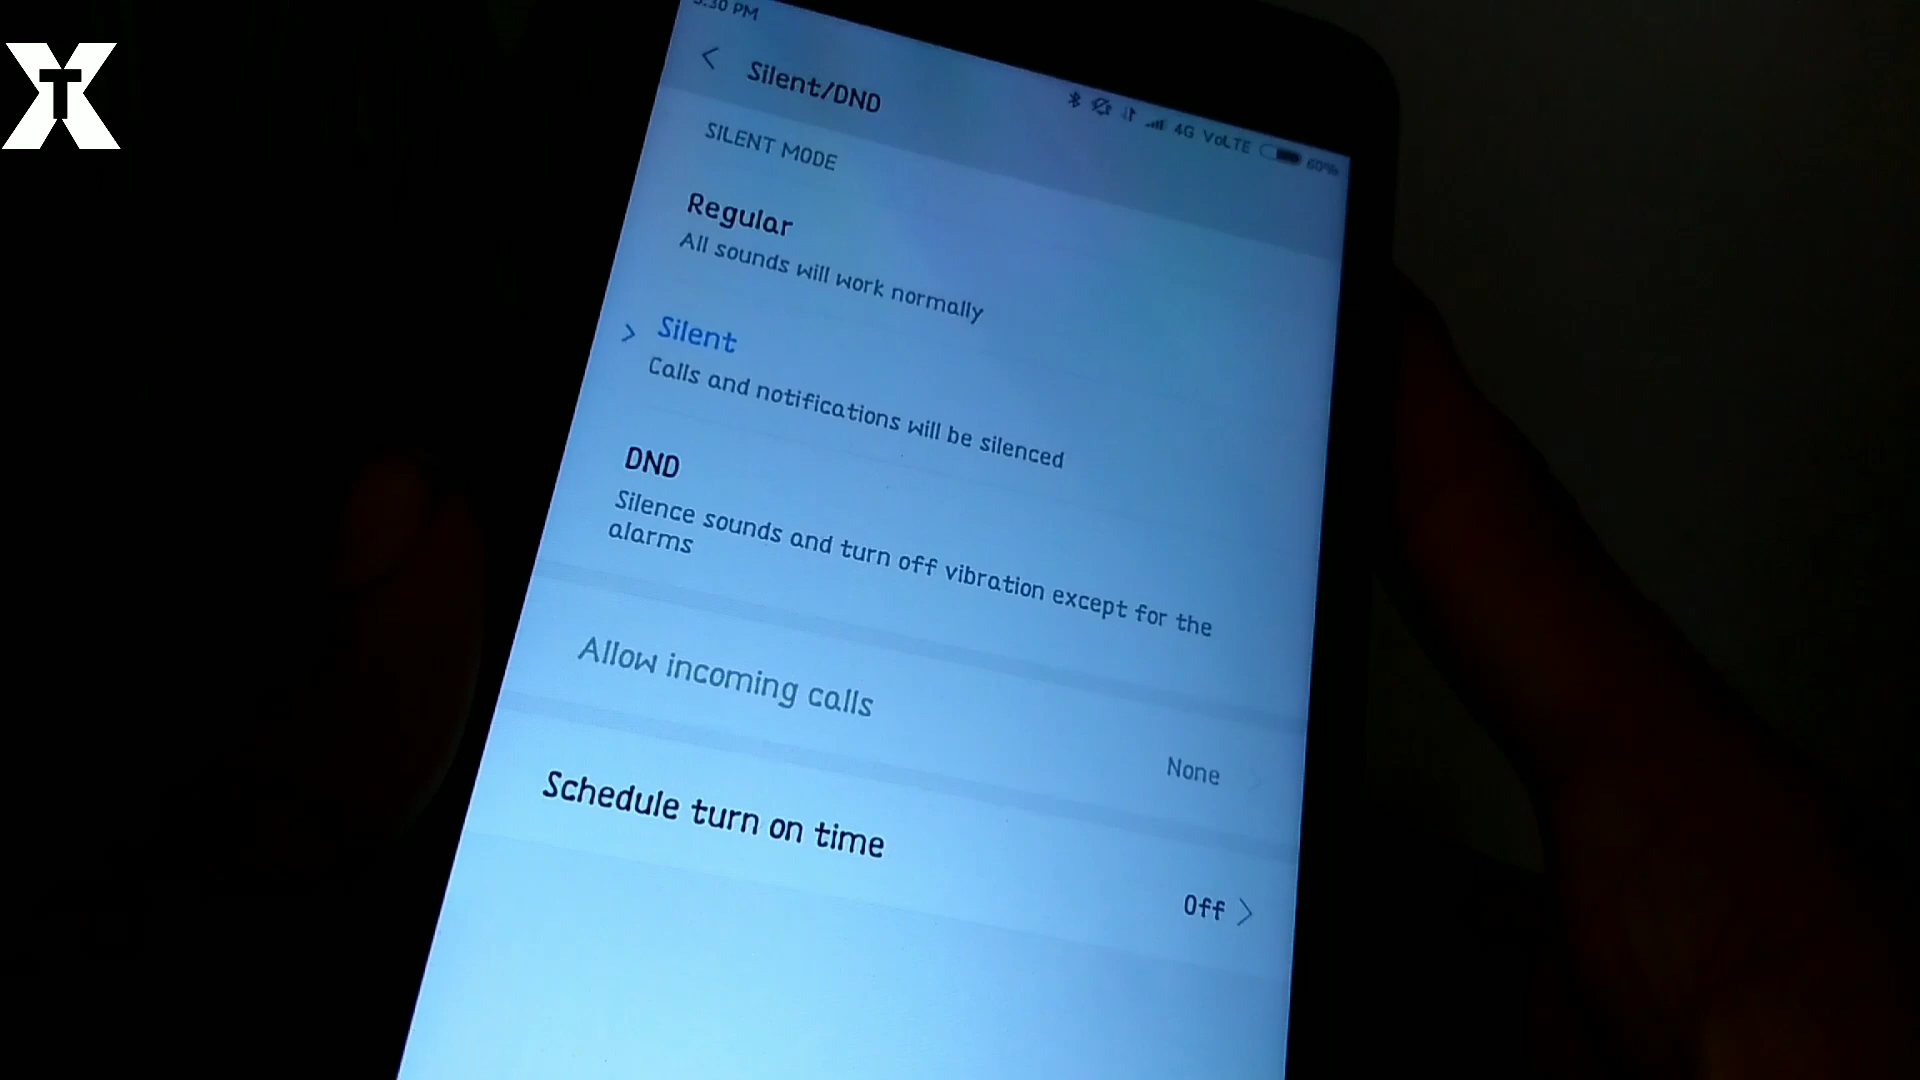 XT
:30 PM
4G VoLTE 60%
Silent/DND
SILENT MODE
Regular
All sounds will work normally
Silent
Calls and notifications will be silenced
DND
Silence sounds and turn off vibration except for the
alarms
Allow incoming calls
None
Schedule turn on time
Off